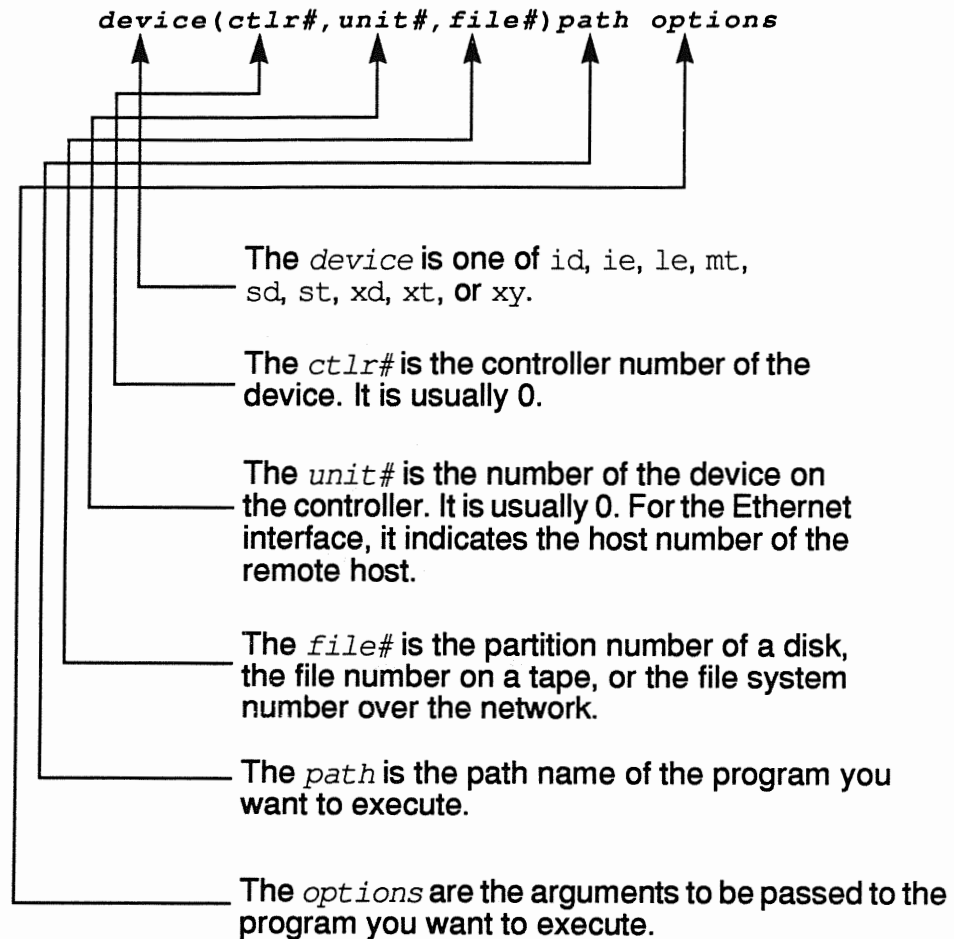 device(ctlr#,unit#,file#)path options
The device is one of id, ie, le, mt,
sd, st, xd, xt, or xy.
The ctlr# is the controller number of the
device. It is usually 0.
The unit# is the number of the device on
the controller. It is usually 0. For the Ethernet
interface, it indicates the host number of the
remote host.
The file# is the partition number of a disk,
the file number on a tape, or the file system
number over the network.
The path is the path name of the program you
want to execute.
The options are the arguments to be passed to the
program you want to execute.